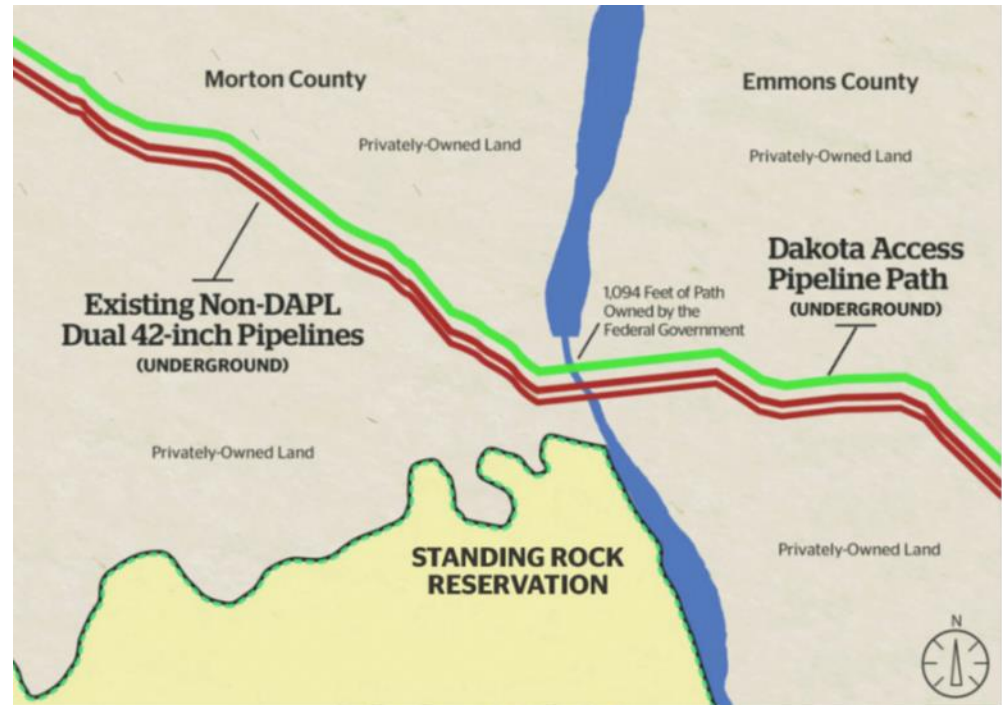 Morton County
Emmons County
Privately-Owned Land
Privately-Owned Land
Dakota Access
Pipeline Path
(UNDERGROUND)
1,094 Feet of Path
Owned by the
Federal Government
Existing Non-DAPL
Dual 42-inch Pipelines
(UNDERGROUND)
Privately-Owned Land
STANDING ROCK
RESERVATION
Privately-Owned Land
N